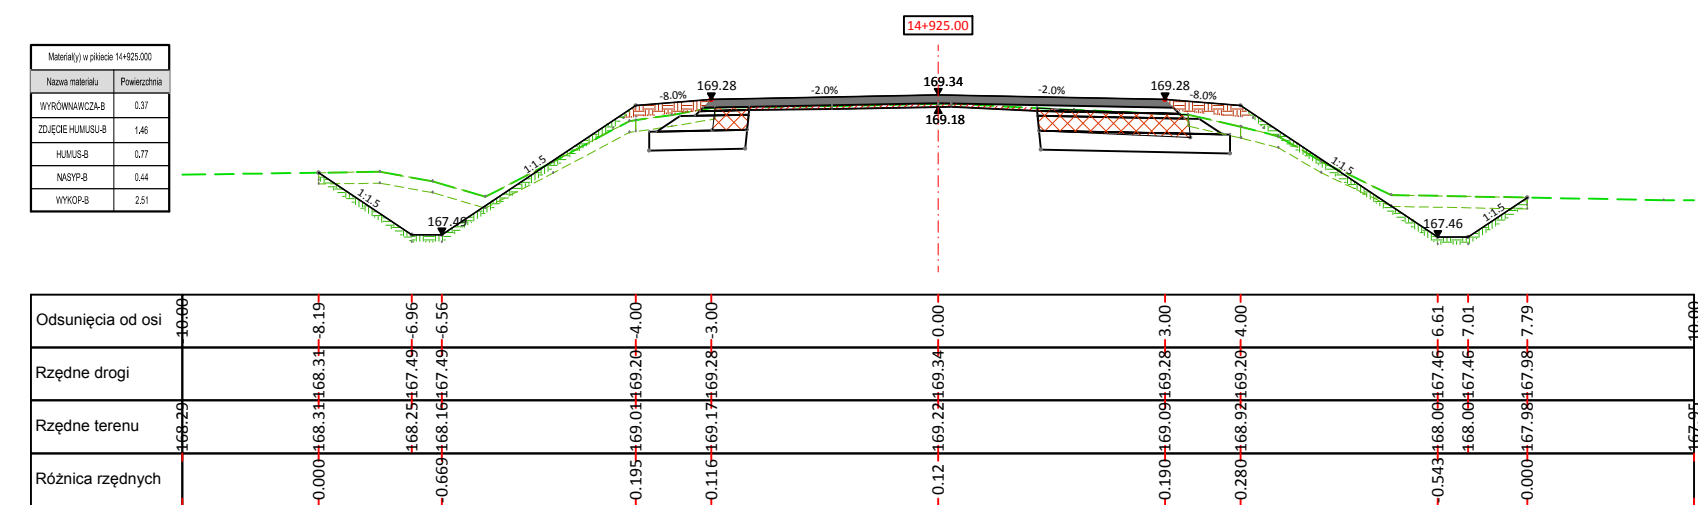 14+925.00
Materiał(y) w pikiecie 14+925.000
Nazwa materiału Powierzchnia
WYRÓWNAWCZA-B 0.37
ZDJĘCIE HUMUSU-B 1.46
HUMUS-B 0.77
NASYP-B 0.44
WYKOP-B 2.51
-8.0% 169.28 -2.0% 169.34 -2.0% 169.28 -8.0%
169.18
1:1.5 1:1.5 1:1.5 1:1.5
167.49 167.46
Odsunięcia od osi -10.00 -8.19 -6.96 -6.56 -4.00 -3.00 0.00 3.00 4.00 6.61 7.01 7.79 10.00
Rzędne drogi 168.31 167.49 167.49 169.20 169.28 169.34 169.28 169.20 167.46 167.46 167.98
Rzędne terenu 168.29 168.31 168.25 168.16 169.01 169.17 169.22 169.09 168.92 168.00 168.00 167.98 167.95
Różnica rzędnych 0.000 -0.669 0.195 0.116 0.12 0.190 0.280 -0.543 0.000